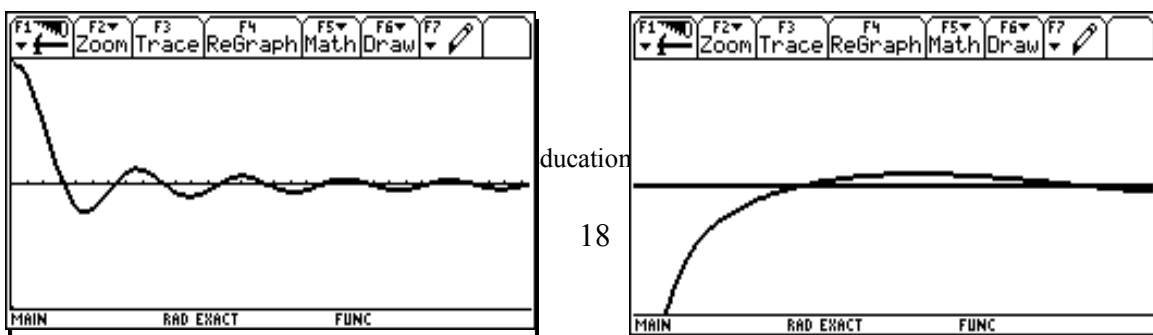 F1 F2 Zoom F3 Trace F4 ReGraph F5 Math F6 Draw F7
MAIN RAD EXACT FUNC
ducation
18
F1 F2 Zoom F3 Trace F4 ReGraph F5 Math F6 Draw F7
MAIN RAD EXACT FUNC